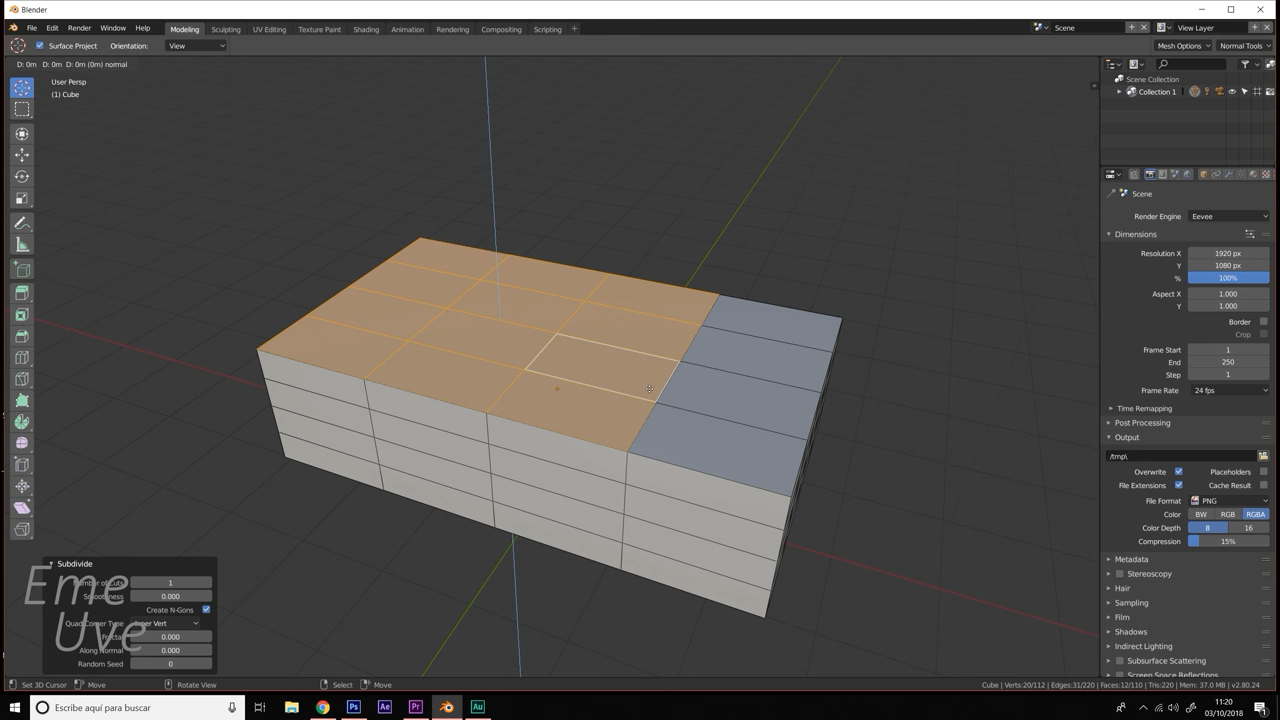 Blender
File Edit Render Window Help
Modeling Sculpting UV Editing Texture Paint Shading Animation Rendering Compositing Scripting +
Scene
View Layer
Surface Project Orientation: View
Mesh Options Normal Tools
D: 0m D: 0m D: 0m (0m) normal
User Persp
(1) Cube
Scene Collection
Collection 1
Scene
Render Engine Eevee
Dimensions
Resolution X 1920 px
Y 1080 px
% 100%
Aspect X 1.000
Y 1.000
Border
Crop
Frame Start 1
End 250
Step 1
Frame Rate 24 fps
Time Remapping
Post Processing
Output
/tmp\
Overwrite Placeholders
File Extensions Cache Result
File Format PNG
Color BW RGB RGBA
Color Depth 8 16
Compression 15%
Metadata
Stereoscopy
Hair
Sampling
Film
Shadows
Indirect Lighting
Subsurface Scattering
Screen Space Reflections
Subdivide
Number of Cuts 1
Smoothness 0.000
Create N-Gons
Quad Corner Type Inner Vert
Fractal 0.000
Along Normal 0.000
Random Seed 0
Eme
Uve
Set 3D Cursor Move Rotate View Select Move
Cube | Verts:20/112 | Edges:31/220 | Faces:12/110 | Tris:220 | Mem: 37.0 MB | v2.80.24
Escribe aquí para buscar
Ps Ae Pr Au
11:20
03/10/2018